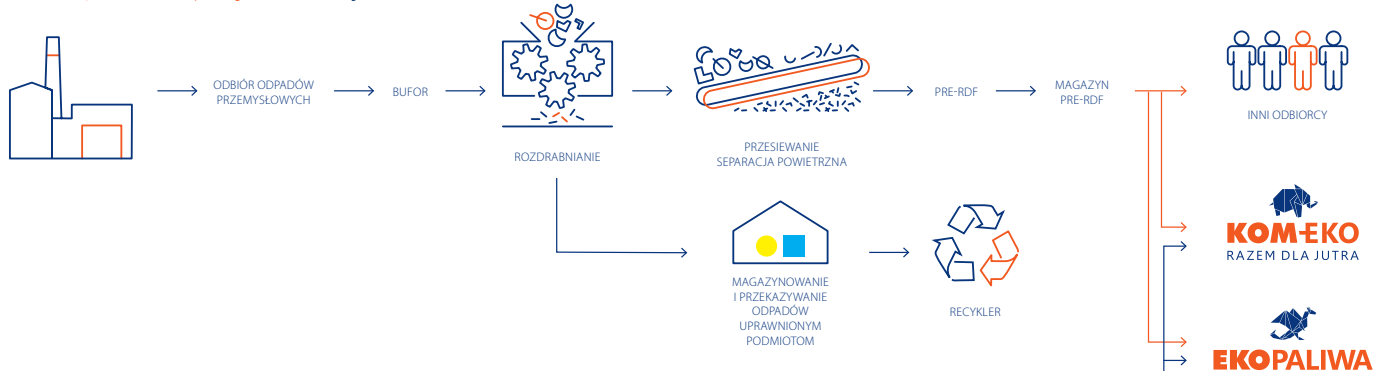 ODBIÓR ODPADÓW
PRZEMYSŁOWYCH
BUFOR
ROZDRABNIANIE
PRZESIEWANIE
SEPARACJA POWIETRZNA
PRE-RDF
MAGAZYN
PRE-RDF
INNI ODBIORCY
MAGAZYNOWANIE
I PRZEKAZYWANIE
ODPADÓW
UPRAWNIONYM
PODMIOTOM
RECYKLER
KOM-EKO
RAZEM DLA JUTRA
EKOPALIWA